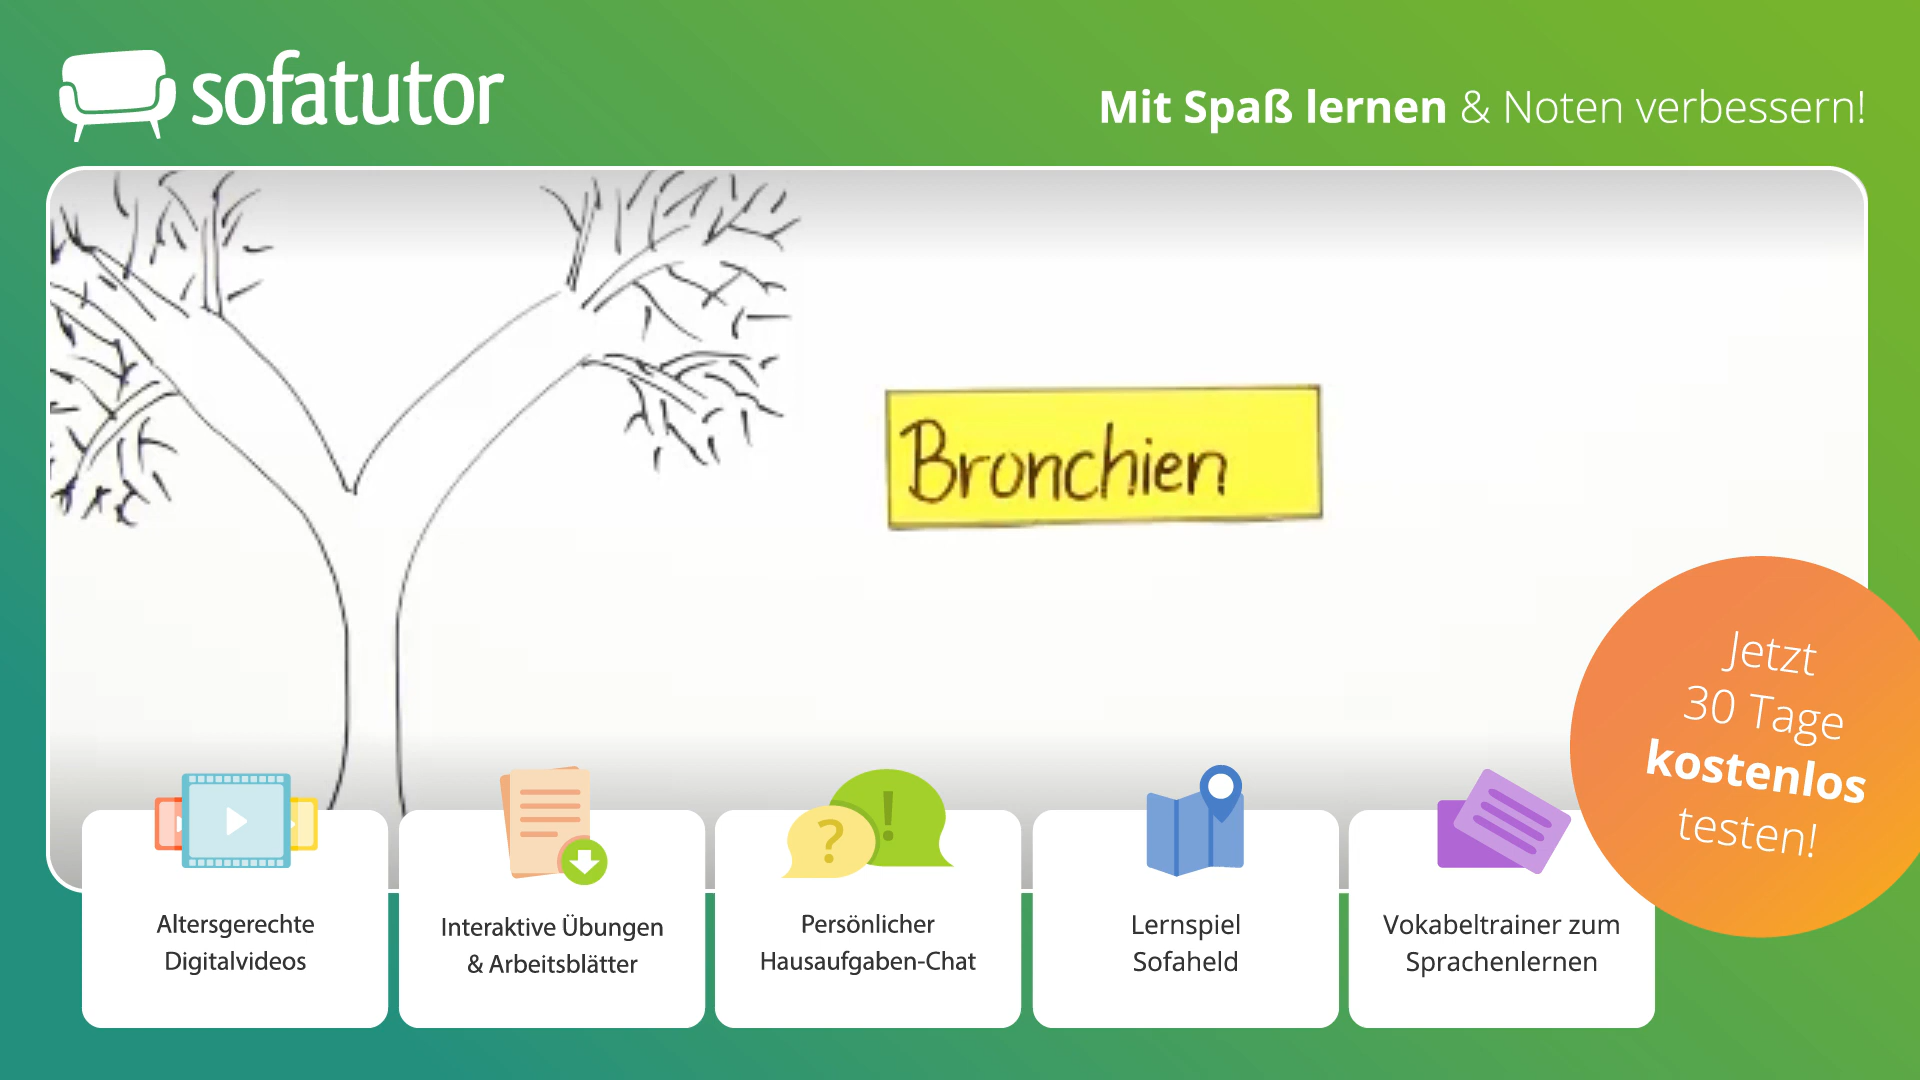 sofatutor
Mit Spaß lernen & Noten verbessern!
Bronchien
Jetzt
30 Tage
kostenlos
testen!
Altersgerechte
Digitalvideos
Interaktive Übungen
& Arbeitsblätter
?
!
Persönlicher
Hausaufgaben-Chat
Lernspiel
Sofaheld
Vokabeltrainer zum
Sprachenlernen